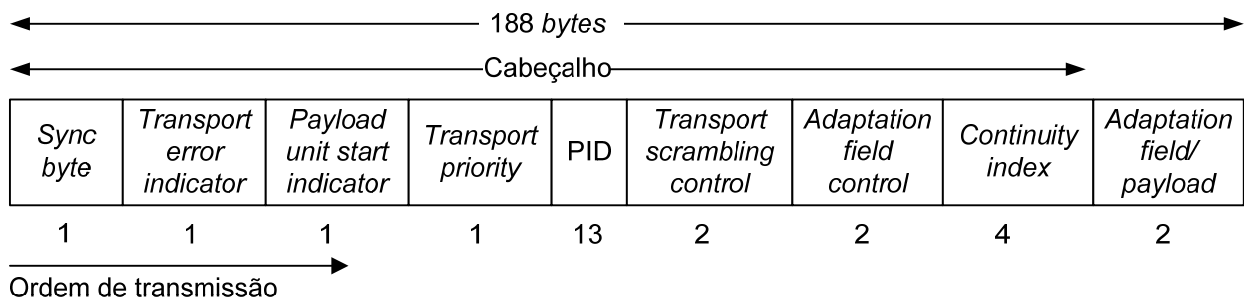 188 bytes
Cabeçalho
Sync byte
Transport error indicator
Payload unit start indicator
Transport priority
PID
Transport scrambling control
Adaptation field control
Continuity index
Adaptation field/ payload
1 1 1 1 13 2 2 4 2
Ordem de transmissão